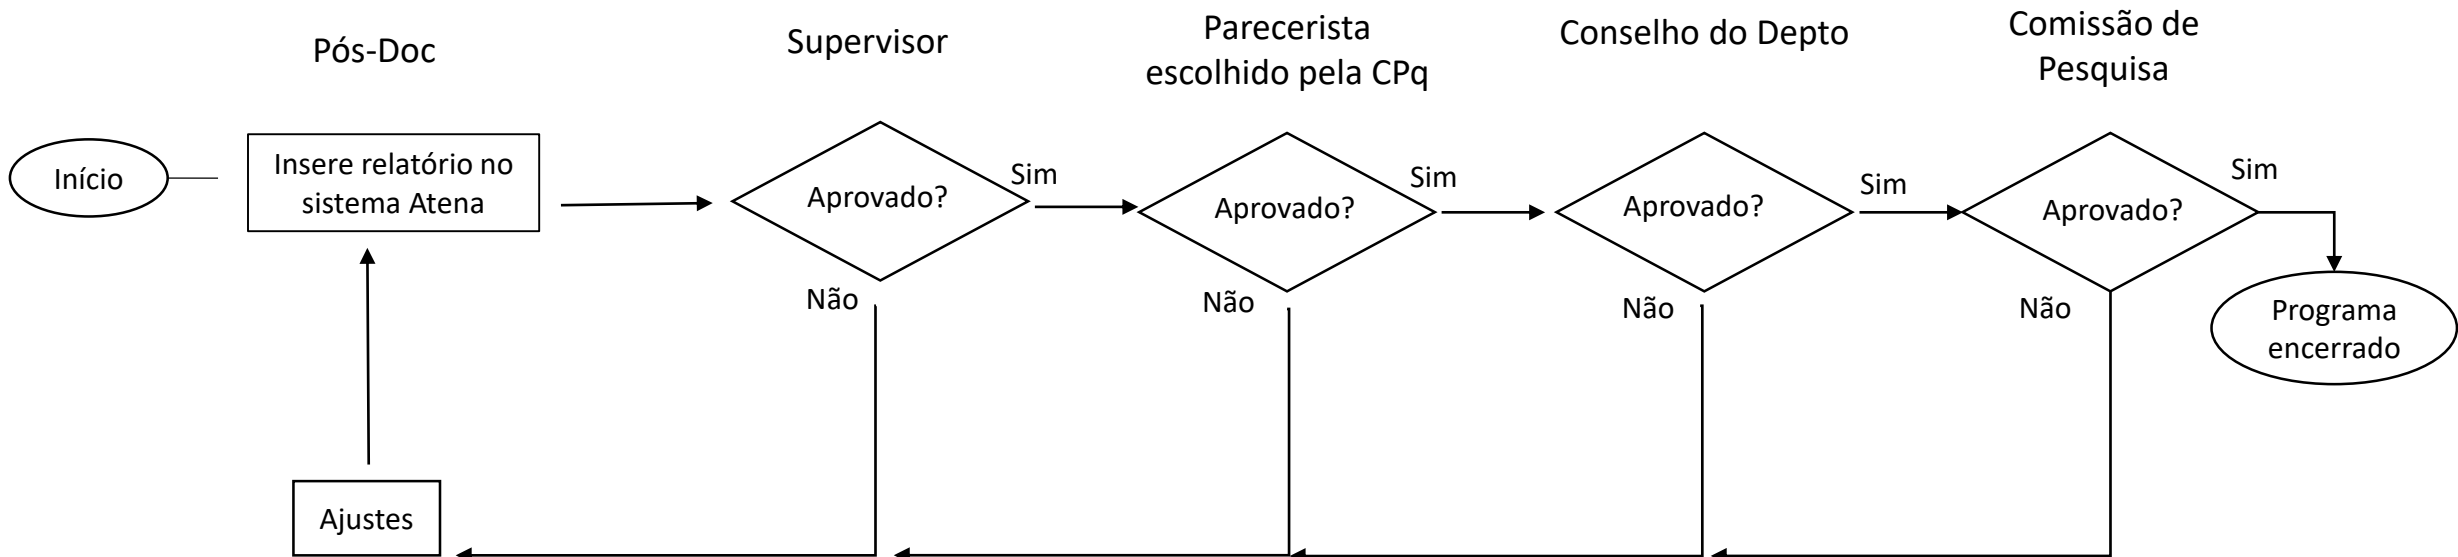 Pós-Doc
Supervisor
Parecerista
escolhido pela CPq
Conselho do Depto
Comissão de
Pesquisa
Início
Insere relatório no
sistema Atena
Aprovado?
Sim
Aprovado?
Sim
Aprovado?
Sim
Aprovado?
Sim
Não
Não
Não
Não
Programa
encerrado
Ajustes